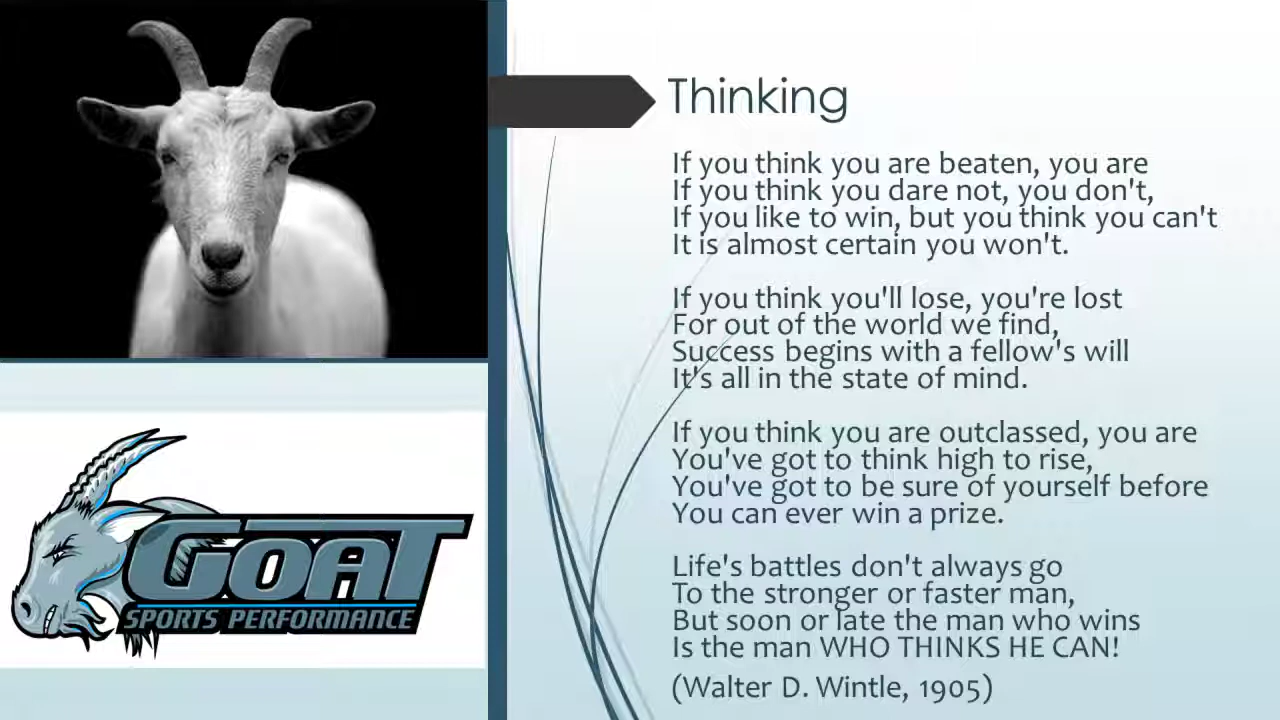 Thinking
If you think you are beaten, you are
If you think you dare not, you don't,
If you like to win, but you think you can't
It is almost certain you won't.
If you think you'll lose, you're lost
For out of the world we find,
Success begins with a fellow's will
It's all in the state of mind.
If you think you are outclassed, you are
You've got to think high to rise,
You've got to be sure of yourself before
You can ever win a prize.
Life's battles don't always go
To the stronger or faster man,
But soon or late the man who wins
Is the man WHO THINKS HE CAN!
(Walter D. Wintle, 1905)
GOAT
SPORTS PERFORMANCE